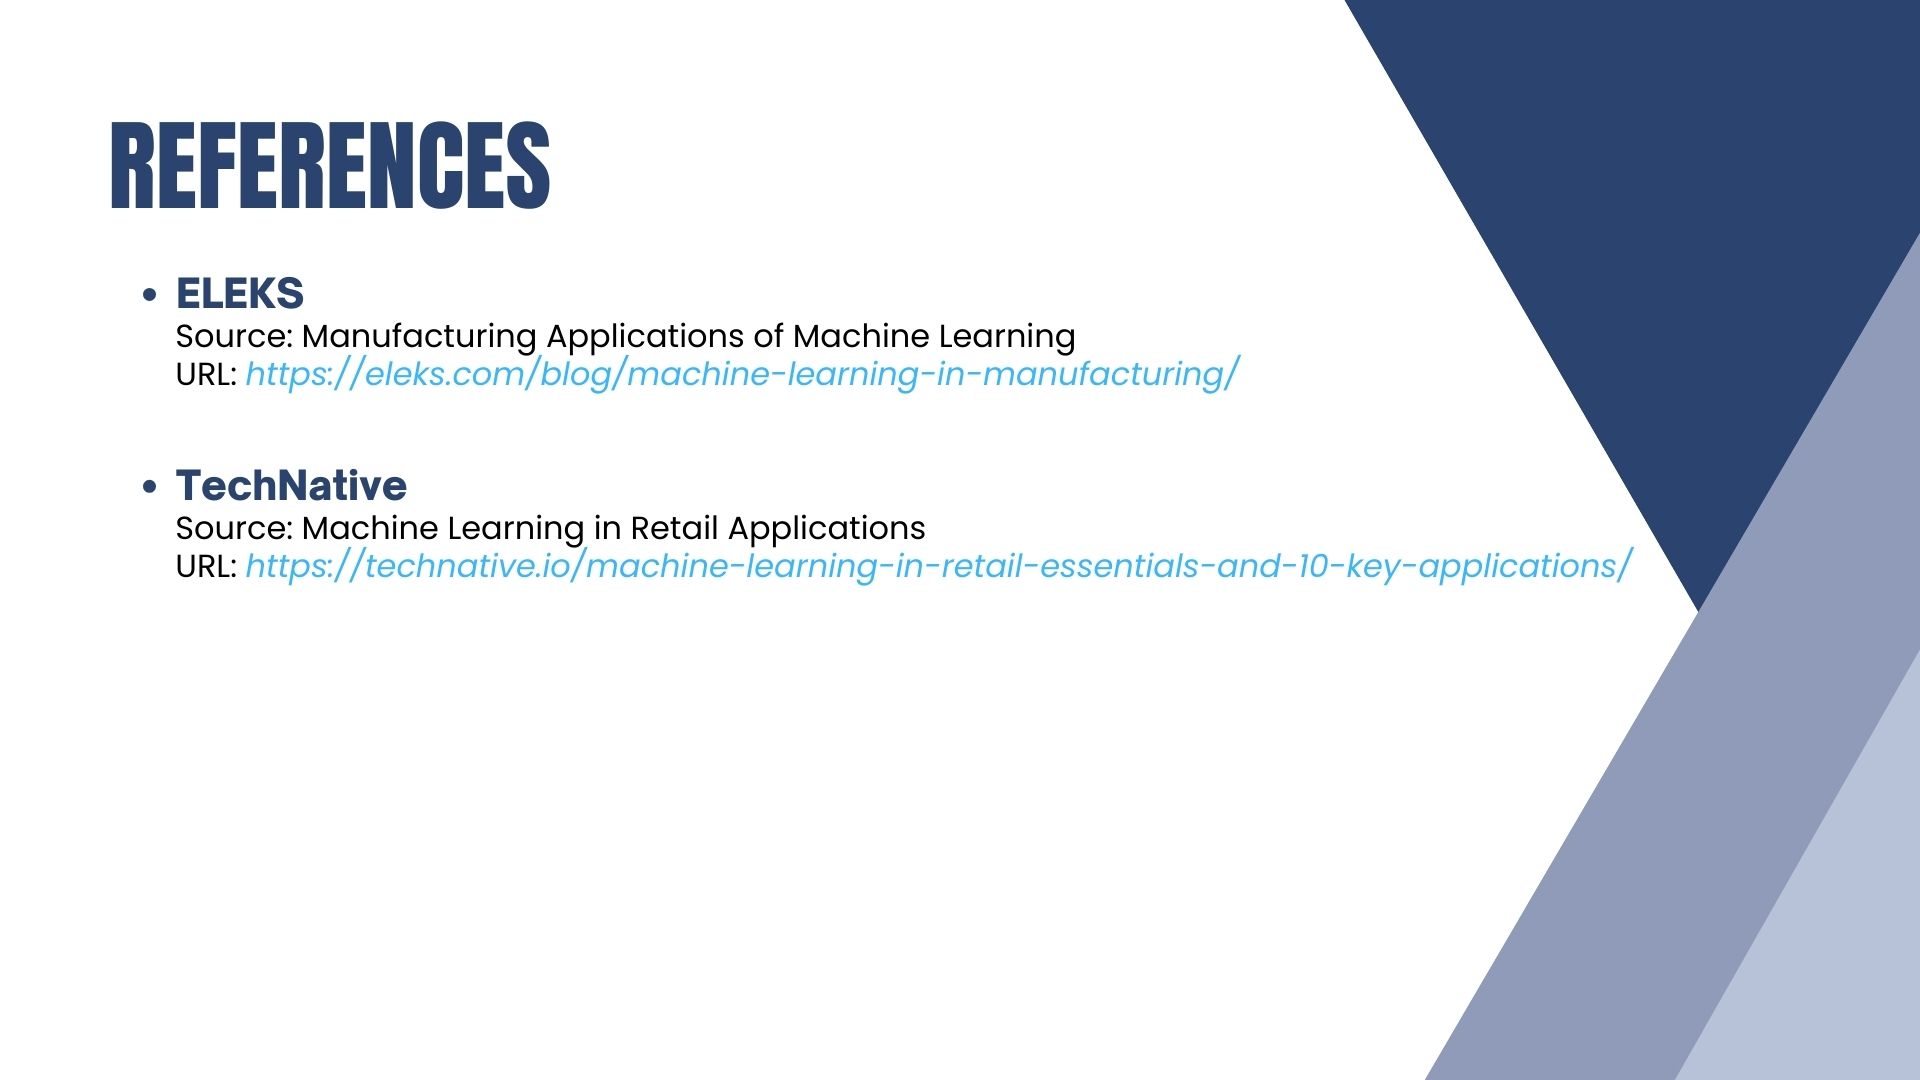 REFERENCES
• ELEKS
Source: Manufacturing Applications of Machine Learning
URL: https://eleks.com/blog/machine-learning-in-manufacturing/
• TechNative
Source: Machine Learning in Retail Applications
URL: https://technative.io/machine-learning-in-retail-essentials-and-10-key-applications/